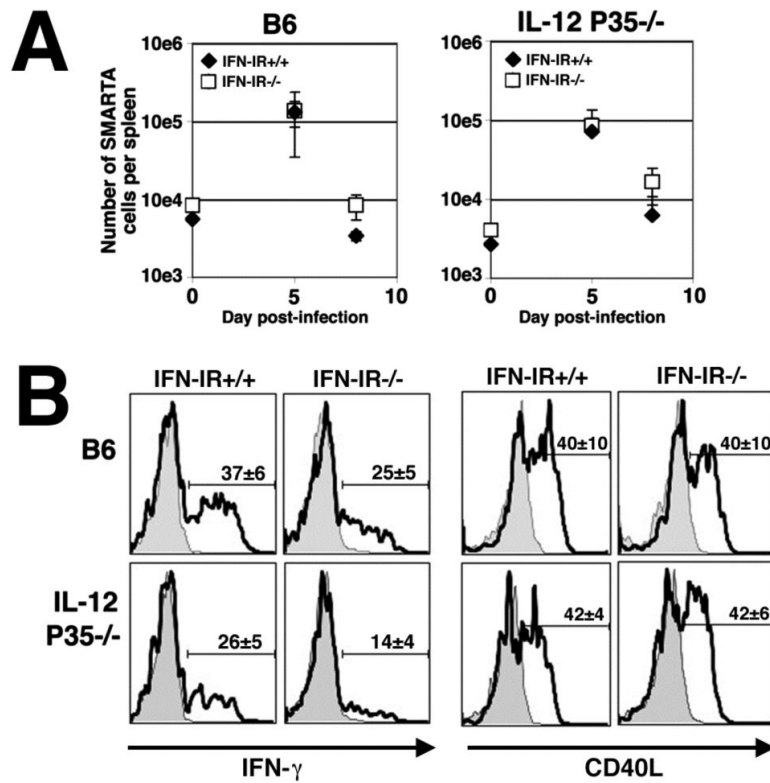 A
B6
IL-12 P35-/-
Number of SMARTA
cells per spleen
10e6
10e5
10e4
10e3
IFN-IR+/+
IFN-IR-/-
0 5 10
Day post-infection
10e6
10e5
10e4
10e3
IFN-IR+/+
IFN-IR-/-
0 5 10
Day post-infection
B
IFN-IR+/+ IFN-IR-/- IFN-IR+/+ IFN-IR-/-
B6
37±6 25±5 40±10 40±10
IL-12
P35-/-
26±5 14±4 42±4 42±6
IFN-γ CD40L